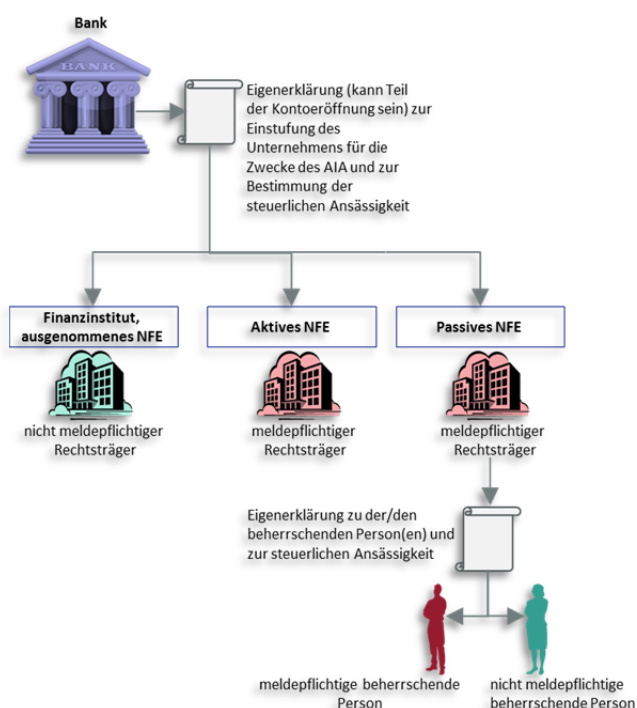 Bank
BANK
Eigenerklärung (kann Teil
der Kontoeröffnung sein) zur
Einstufung des
Unternehmens für die
Zwecke des AIA und zur
Bestimmung der
steuerlichen Ansässigkeit
Finanzinstitut,
ausgenommenes NFE
Aktives NFE
Passives NFE
nicht meldepflichtiger
Rechtsträger
meldepflichtiger
Rechtsträger
meldepflichtiger
Rechtsträger
Eigenerklärung zu der/den
beherrschenden Person(en) und
zur steuerlichen Ansässigkeit
meldepflichtige beherrschende
Person
nicht meldepflichtige
beherrschende Person